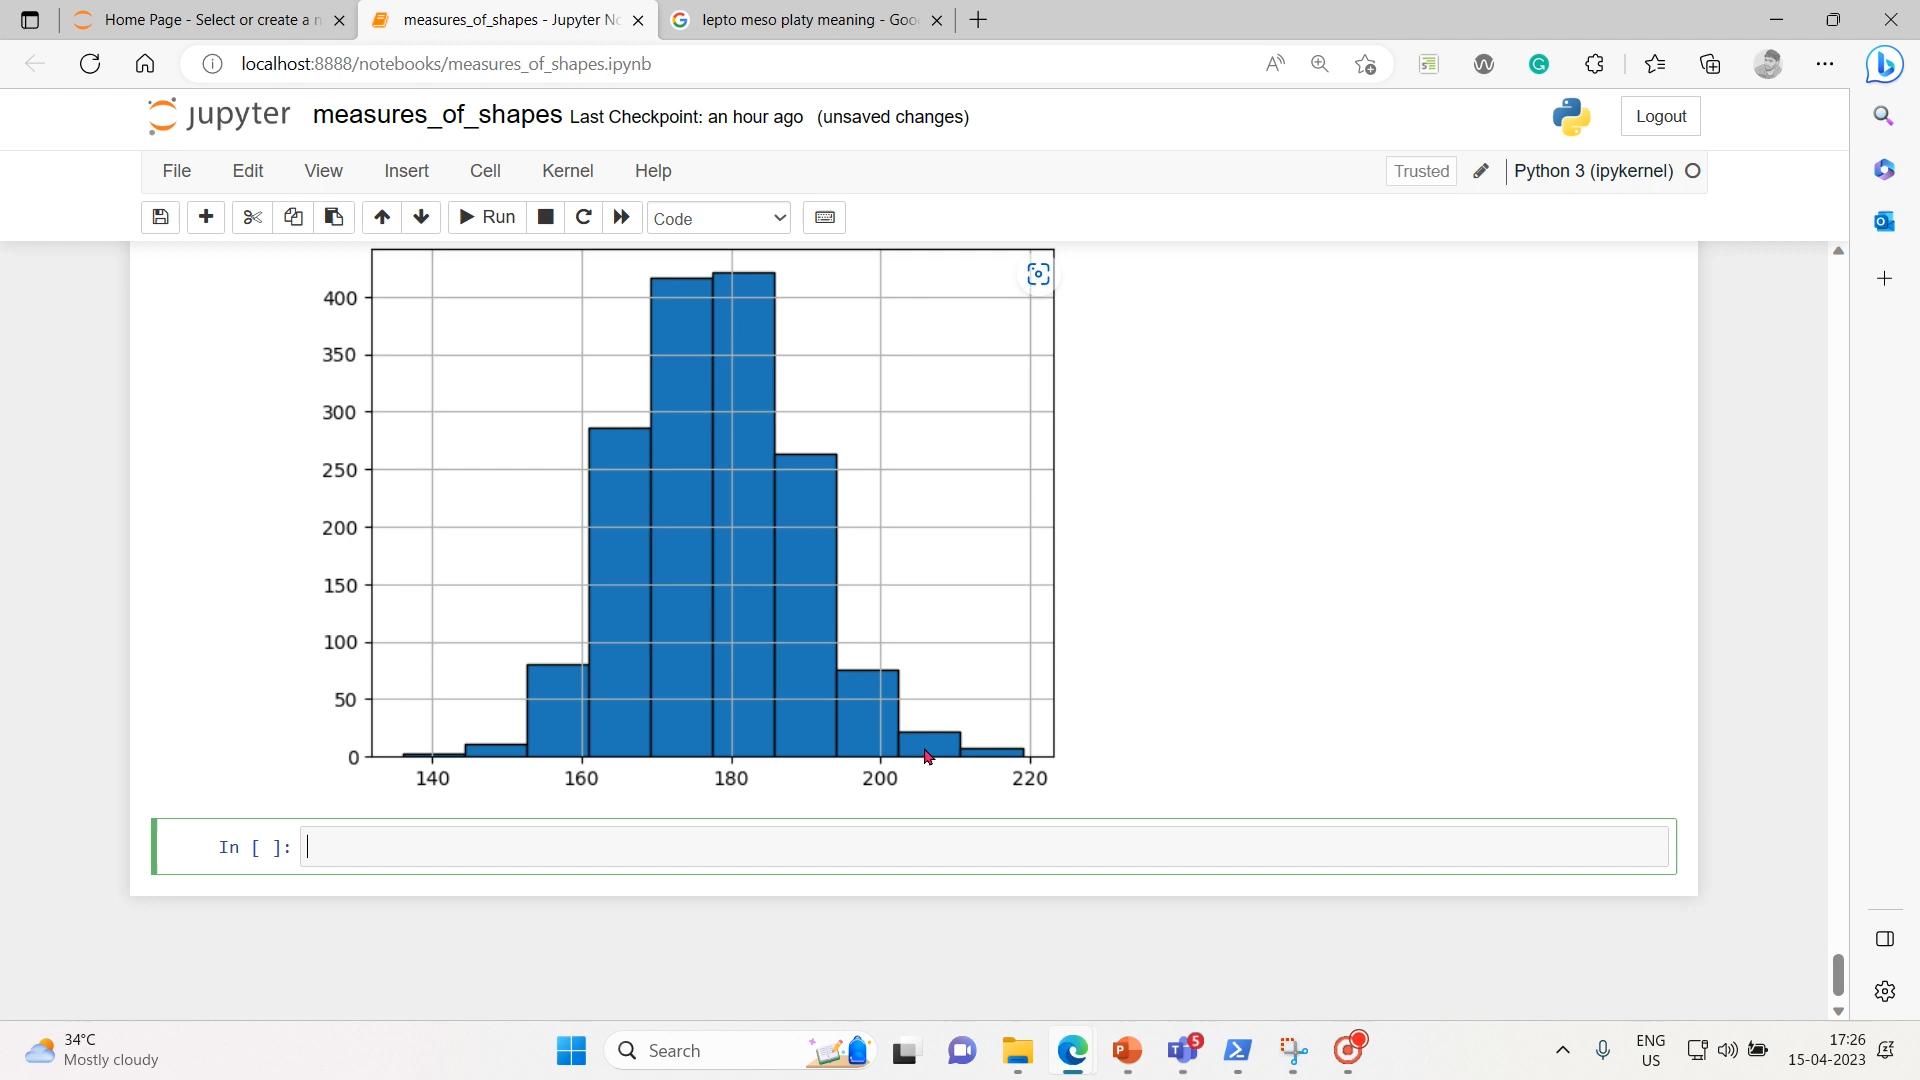 Home Page - Select or create a n
measures_of_shapes - Jupyter No
lepto meso platy meaning - Goo
localhost:8888/notebooks/measures_of_shapes.ipynb
jupyter measures_of_shapes Last Checkpoint: an hour ago (unsaved changes)
Logout
File Edit View Insert Cell Kernel Help
Trusted Python 3 (ipykernel)
Run Code
400
350
300
250
200
150
100
50
0
140 160 180 200 220
In [ ]:
34°C
Mostly cloudy
Search
5
ENG
US
17:26
15-04-2023